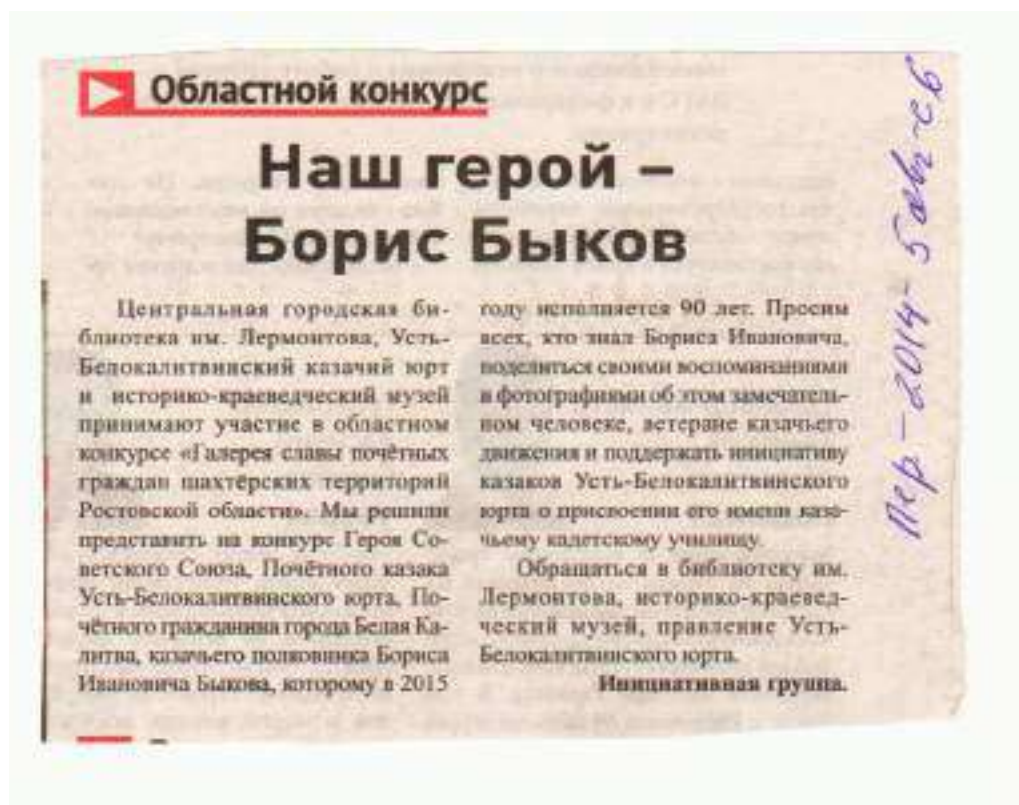 Областной конкурс
Наш герой –
Борис Быков
Центральная городская би-
блиотека им. Лермонтова, Усть-
Белокалитвинский казачий юрт
и историко-краеведческий музей
принимают участие в областном
конкурсе «Галерея славы почётных
граждан шахтёрских территорий
Ростовской области». Мы решили
представить на конкурс Героя Со-
ветского Союза, Почётного казака
Усть-Белокалитвинского юрта, По-
чётного гражданина города Белая Ка-
литва, казачьего полковника Бориса
Ивановича Быкова, которому в 2015
году исполняется 90 лет. Просим
всех, кто знал Бориса Ивановича,
поделиться своими воспоминаниями
и фотографиями об этом замечатель-
ном человеке, ветеране казачьего
движения и поддержать инициативу
казаков Усть-Белокалитвинского
юрта о присвоении его имени каза-
чьему кадетскому училищу.
Обращаться в библиотеку им.
Лермонтова, историко-краевед-
ческий музей, правление Усть-
Белокалитвинского юрта.
Инициативная группа.
Пер – 2014 – 5